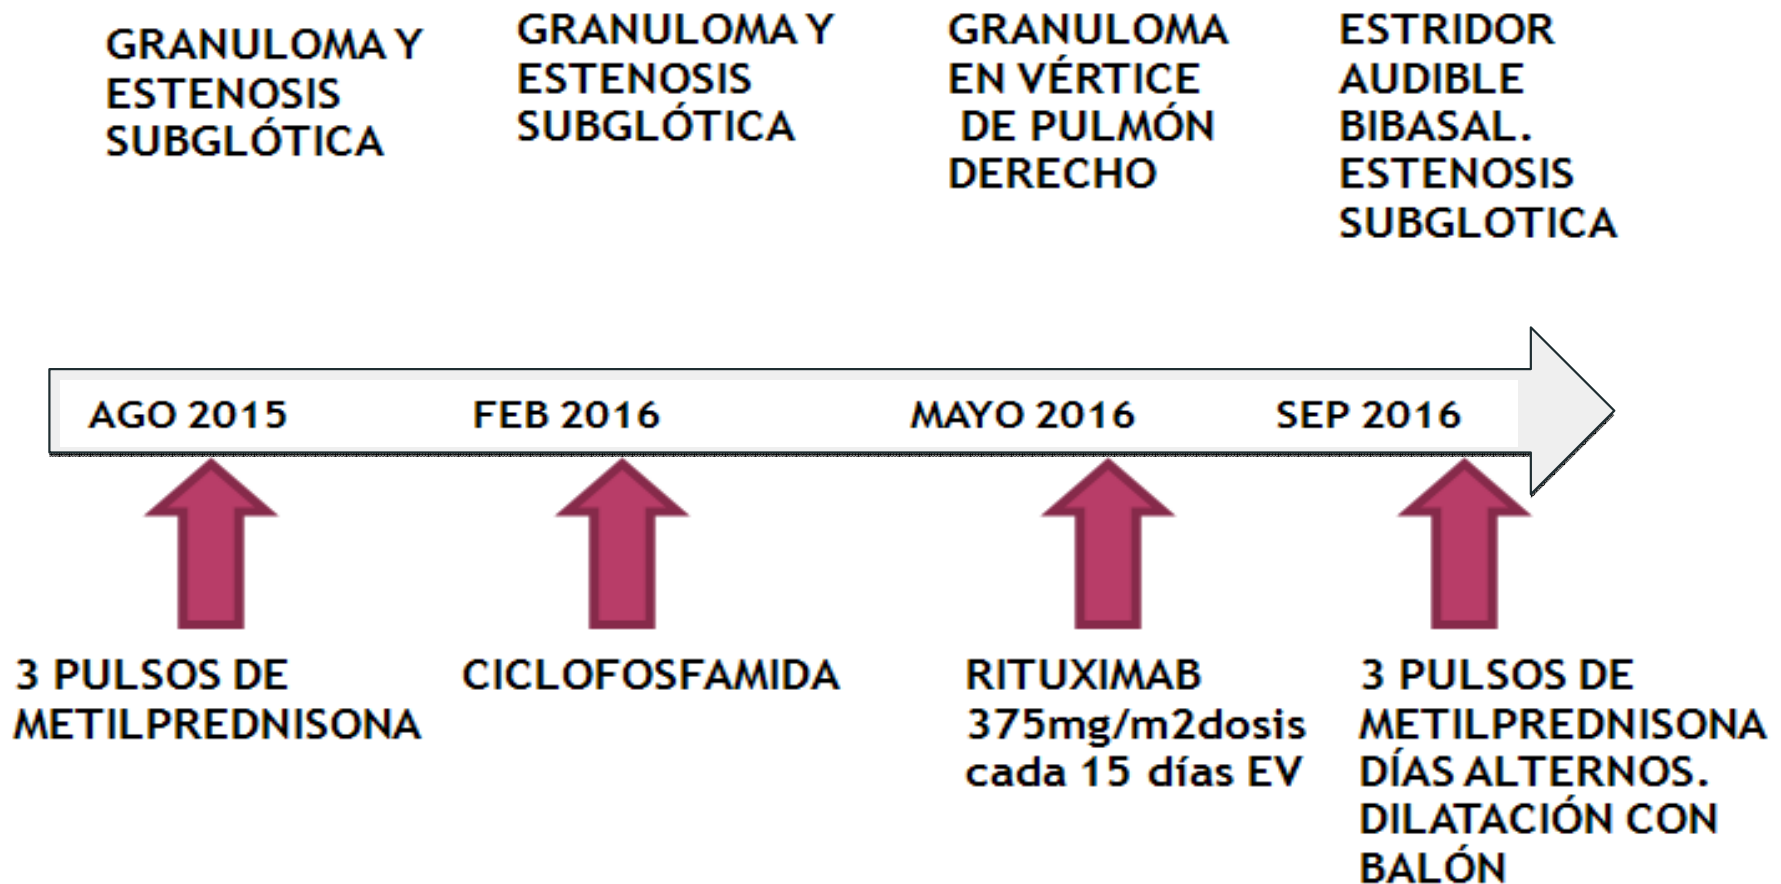 GRANULOMA Y
ESTENOSIS
SUBGLÓTICA
GRANULOMA Y
ESTENOSIS
SUBGLÓTICA
GRANULOMA
EN VÉRTICE
DE PULMÓN
DERECHO
ESTRIDOR
AUDIBLE
BIBASAL.
ESTENOSIS
SUBGLOTICA
AGO 2015
FEB 2016
MAYO 2016
SEP 2016
3 PULSOS DE
METILPREDNISONA
CICLOFOSFAMIDA
RITUXIMAB
375mg/m2dosis
cada 15 días EV
3 PULSOS DE
METILPREDNISONA
DÍAS ALTERNOS.
DILATACIÓN CON
BALÓN